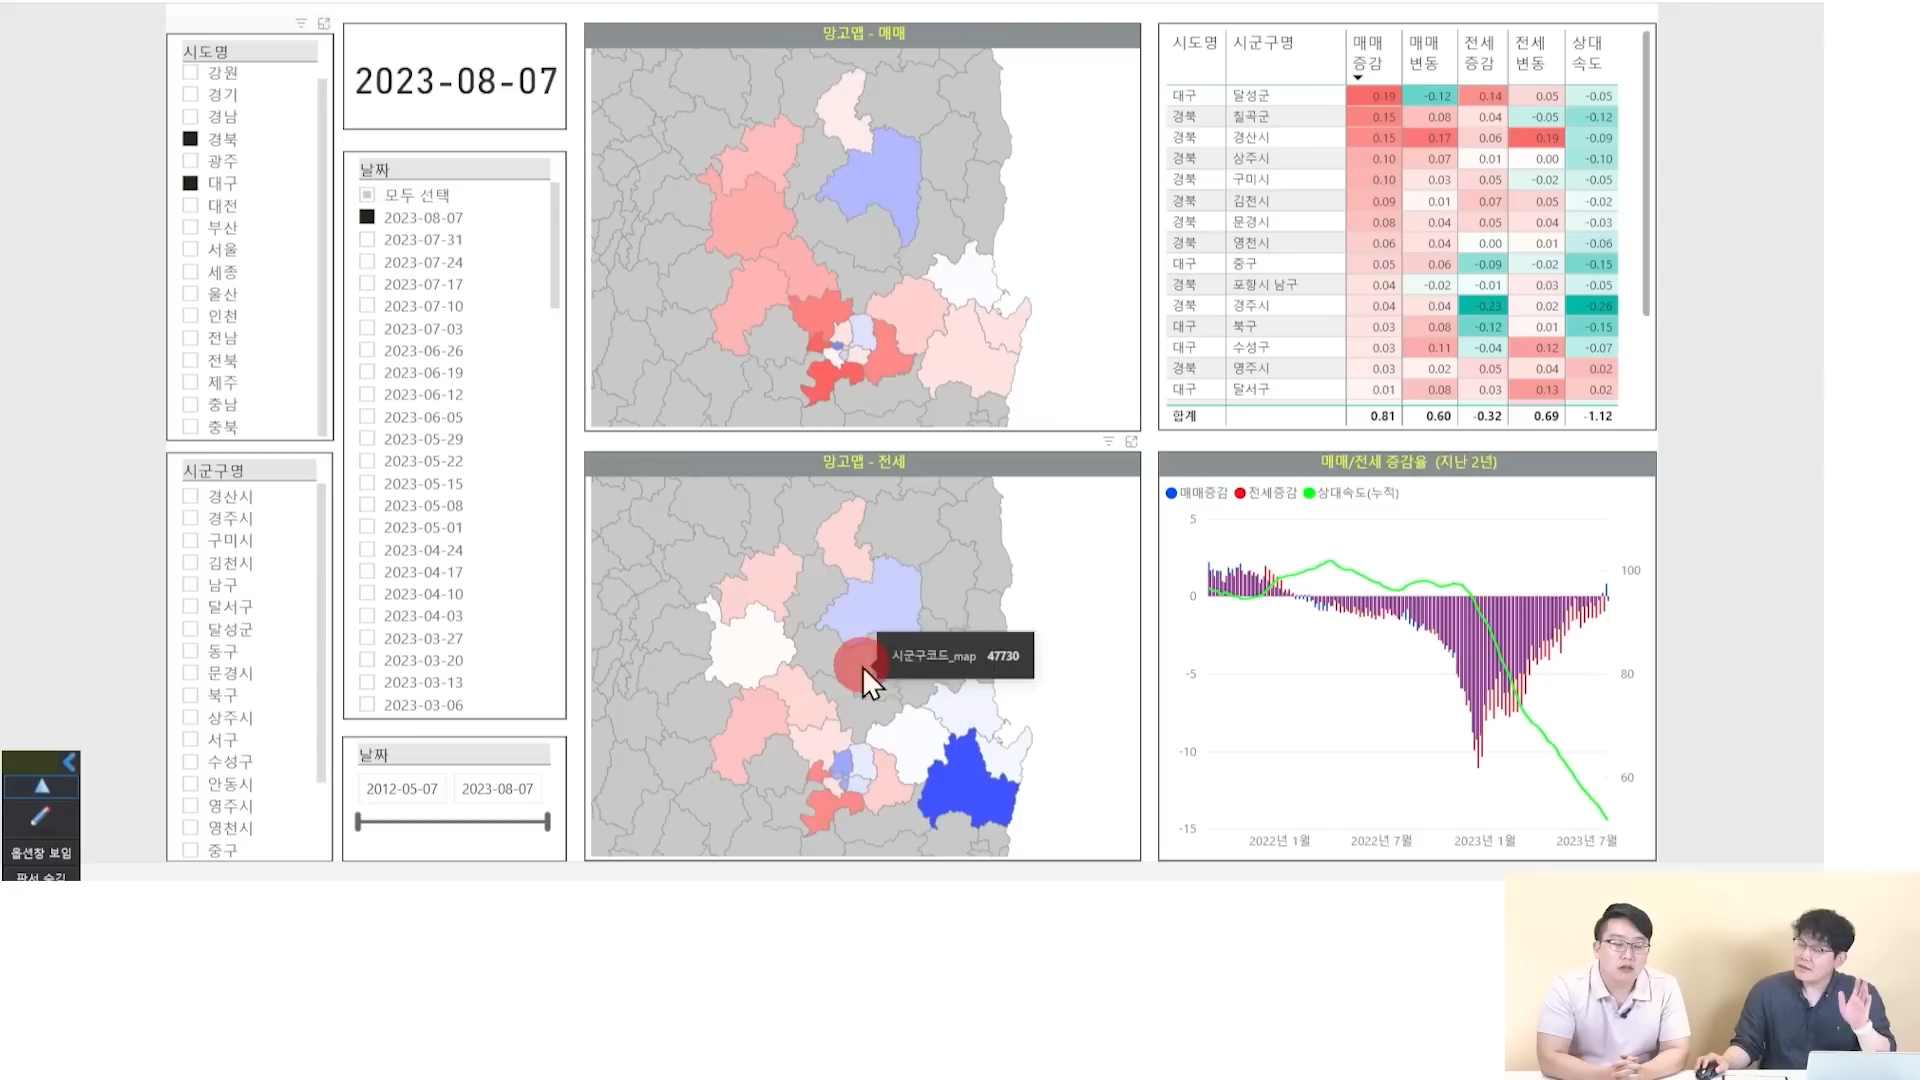 시도명
강원
경기
경남
경북
광주
대구
대전
부산
서울
세종
울산
인천
전남
전북
제주
충남
충북
시군구명
경산시
경주시
구미시
김천시
남구
달서구
달성군
동구
문경시
북구
상주시
서구
수성구
안동시
영주시
영천시
중구
2023-08-07
날짜
모두 선택
2023-08-07
2023-07-31
2023-07-24
2023-07-17
2023-07-10
2023-07-03
2023-06-26
2023-06-19
2023-06-12
2023-06-05
2023-05-29
2023-05-22
2023-05-15
2023-05-08
2023-05-01
2023-04-24
2023-04-17
2023-04-10
2023-04-03
2023-03-27
2023-03-20
2023-03-13
2023-03-06
날짜
2012-05-07 2023-08-07
망고맵 - 매매
망고맵 - 전세
시군구코드_map 47730
시도명 시군구명 매매 증감 매매 변동 전세 증감 전세 변동 상대 속도
대구 달성군 0.19 -0.12 0.14 0.05 -0.05
경북 칠곡군 0.15 0.08 0.04 -0.05 -0.12
경북 경산시 0.15 0.17 0.06 0.19 -0.09
경북 상주시 0.10 0.07 0.01 0.00 -0.10
경북 구미시 0.10 0.03 0.05 -0.02 -0.05
경북 김천시 0.09 0.01 0.07 0.05 -0.02
경북 문경시 0.08 0.04 0.05 0.04 -0.03
경북 영천시 0.06 0.04 0.00 0.01 -0.06
대구 중구 0.05 0.06 -0.09 -0.02 -0.15
경북 포항시 남구 0.04 -0.02 -0.01 0.03 -0.05
경북 경주시 0.04 0.04 -0.23 0.02 -0.26
대구 북구 0.03 0.08 -0.12 0.01 -0.15
대구 수성구 0.03 0.11 -0.04 0.12 -0.07
경북 영주시 0.03 0.02 0.05 0.04 0.02
대구 달서구 0.01 0.08 0.03 0.13 0.02
합계 0.81 0.60 -0.32 0.69 -1.12
매매/전세 증감율 (지난 2년)
매매증감 전세증감 상대속도(누적)
5
0
-5
-10
-15
100
80
60
2022년 1월 2022년 7월 2023년 1월 2023년 7월
옵션창 보임
판서 숨김